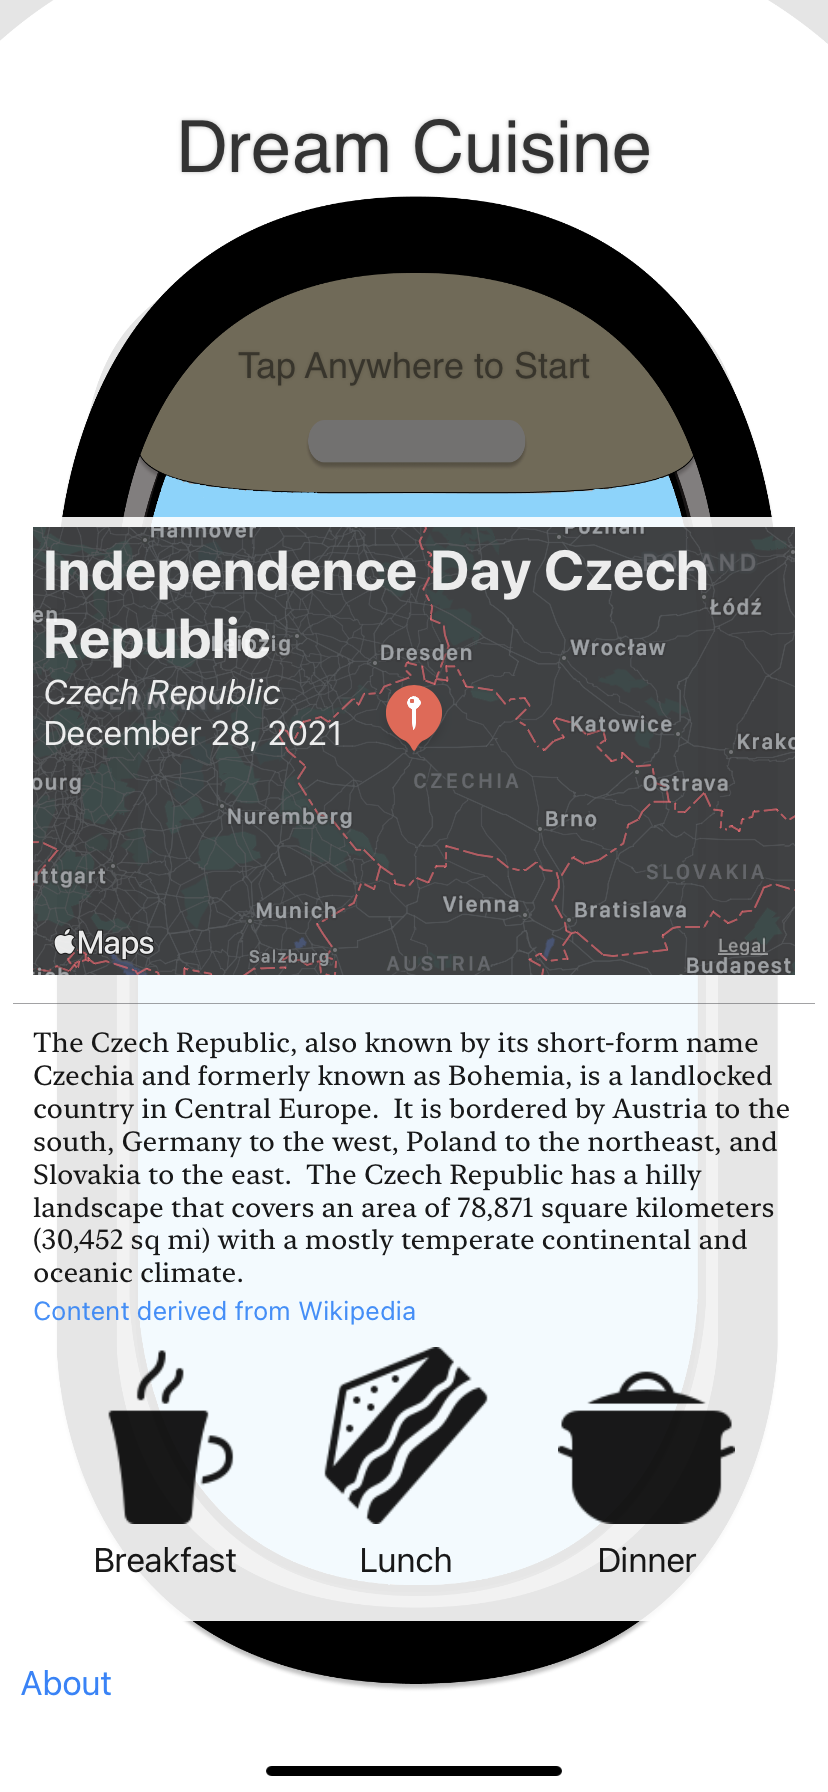 Dream Cuisine
Tap Anywhere to Start
Hannover
Poznań
Independence Day Czech
POLAND
Łódź
Republic
Leipzig
Dresden
Wrocław
Czech Republic
GERMANY
December 28, 2021
Katowice
CZECHIA
Ostrava
Nuremberg
Brno
SLOVAKIA
Munich
Vienna
Bratislava
Maps
Salzburg
AUSTRIA
Legal
Budapest
The Czech Republic, also known by its short-form name
Czechia and formerly known as Bohemia, is a landlocked
country in Central Europe.  It is bordered by Austria to the
south, Germany to the west, Poland to the northeast, and
Slovakia to the east.  The Czech Republic has a hilly
landscape that covers an area of 78,871 square kilometers
(30,452 sq mi) with a mostly temperate continental and
oceanic climate.
Content derived from Wikipedia
Breakfast
Lunch
Dinner
About